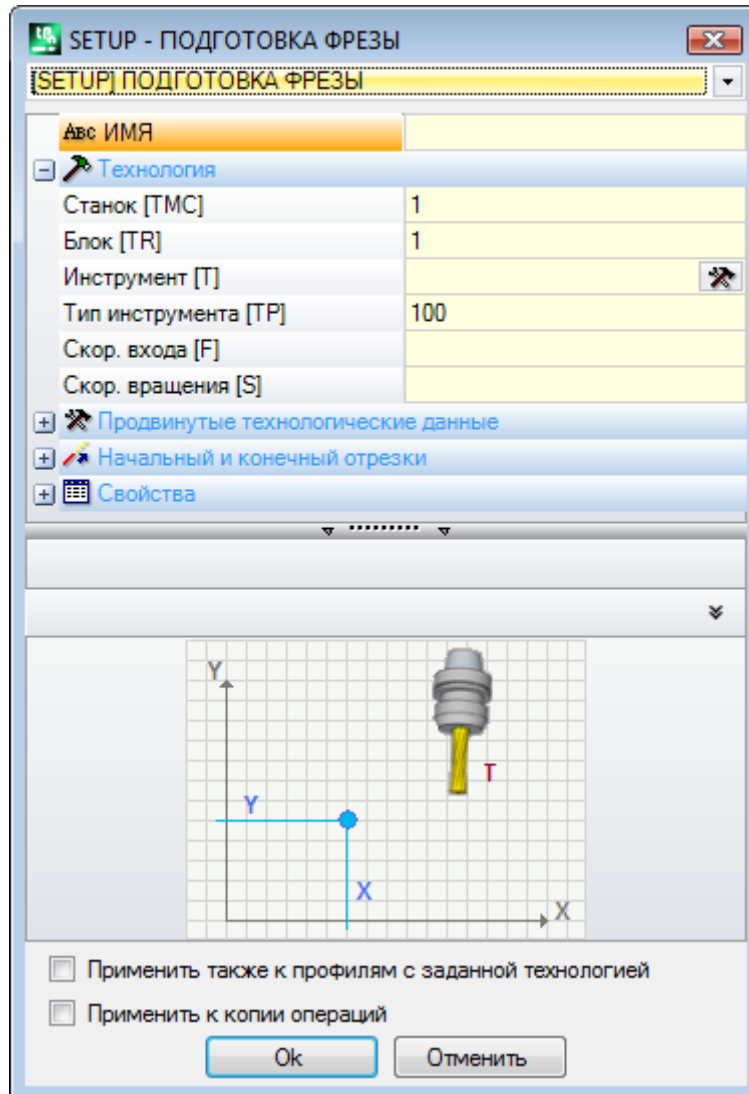 SETUP - ПОДГОТОВКА ФРЕЗЫ
[SETUP] ПОДГОТОВКА ФРЕЗЫ
Авс ИМЯ
Технология
Станок [TMC] 1
Блок [TR] 1
Инструмент [T]
Тип инструмента [TP] 100
Скор. входа [F]
Скор. вращения [S]
Продвинутые технологические данные
Начальный и конечный отрезки
Свойства
Y
T
Y
X
X
Применить также к профилям с заданной технологией
Применить к копии операций
Ok Отменить